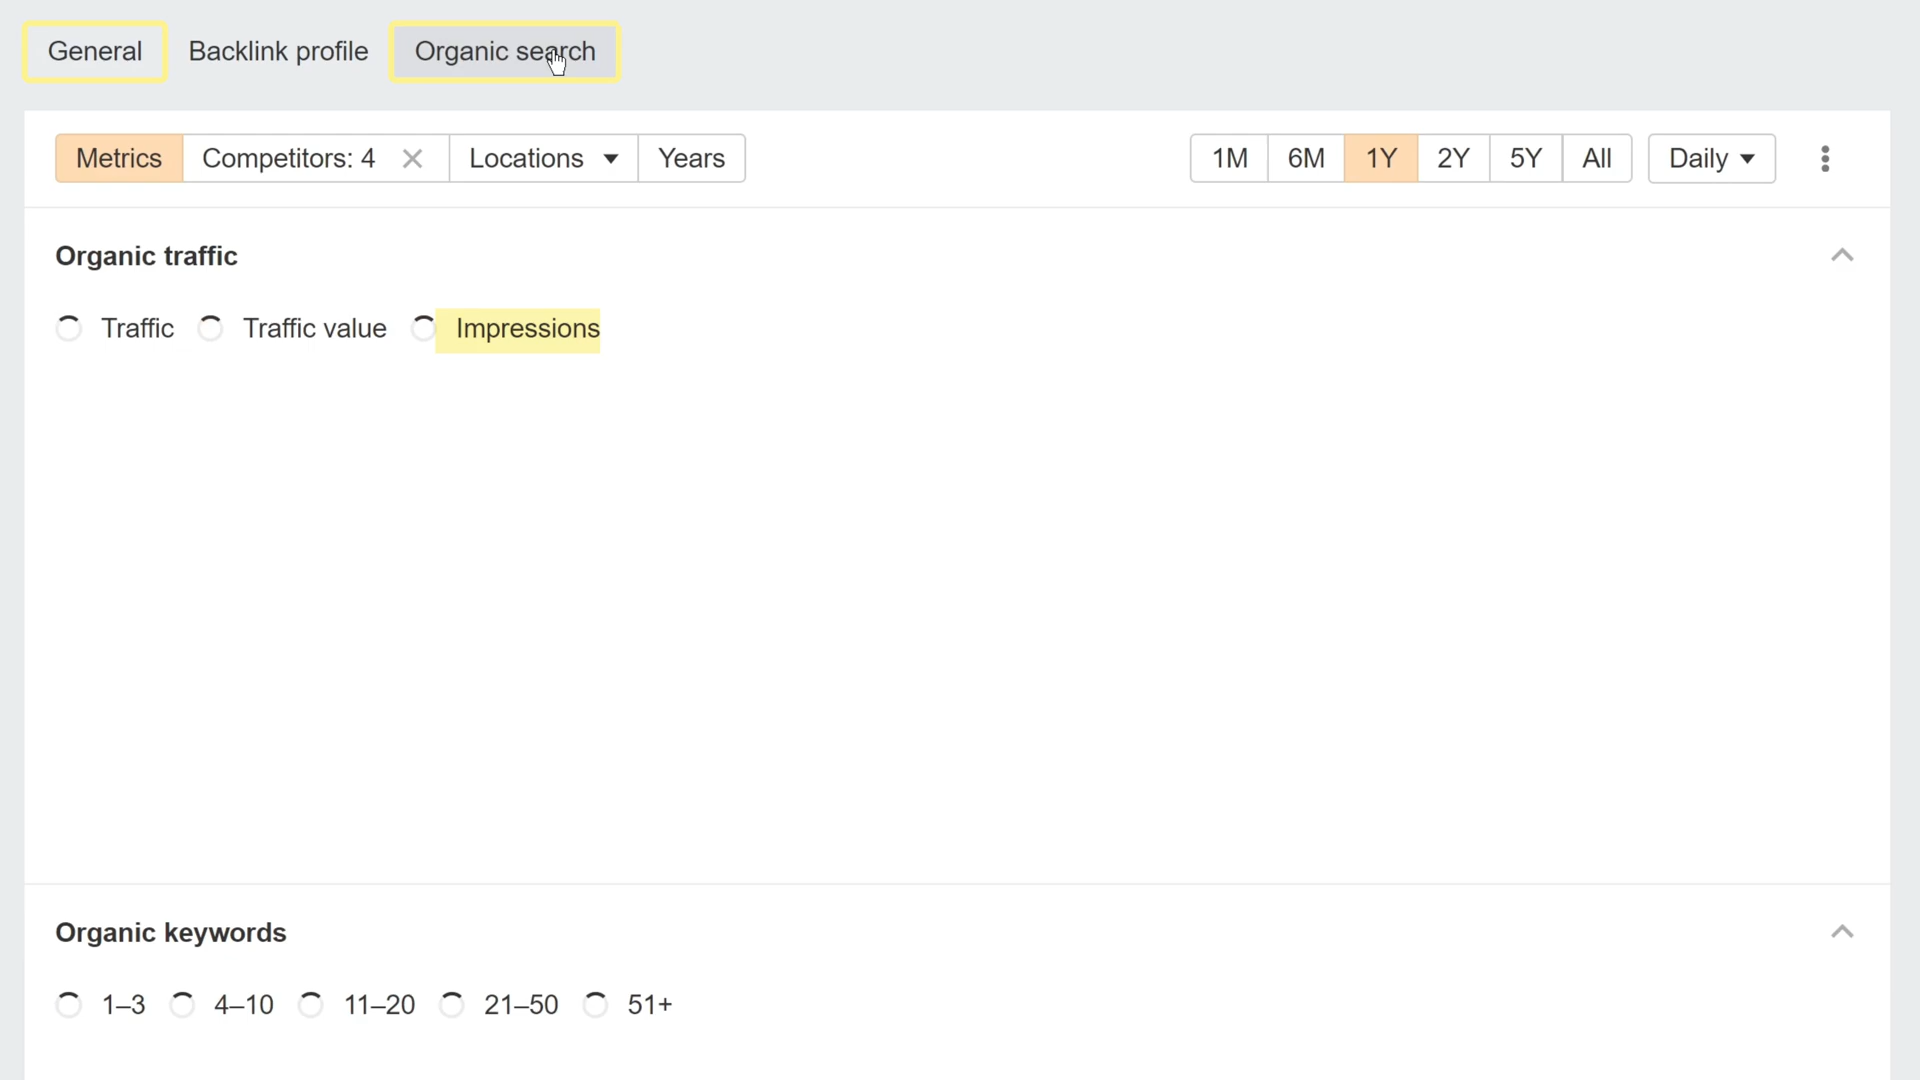 General Backlink profile Organic search
Metrics Competitors: 4 Locations Years 1M 6M 1Y 2Y 5Y All Daily
Organic traffic
Traffic Traffic value Impressions
Organic keywords
1–3 4–10 11–20 21–50 51+